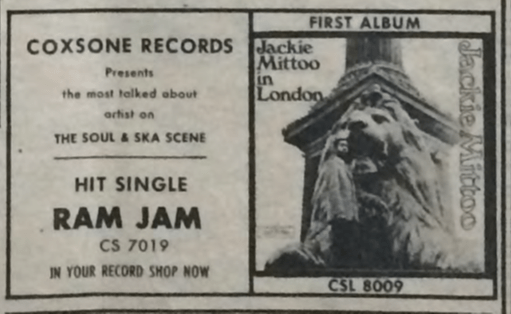 COXSONE RECORDS
Presents
the most talked about
artist on
THE SOUL & SKA SCENE
HIT SINGLE
RAM JAM
CS 7019
IN YOUR RECORD SHOP NOW
FIRST ALBUM
Jackie
Mittoo
in
London
Jackie Mittoo
CSL 8009